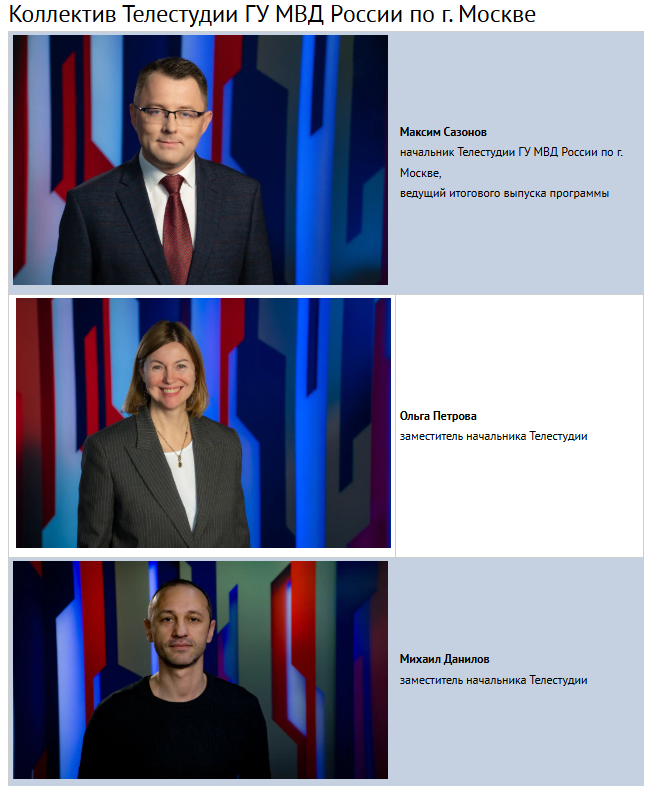 Коллектив Телестудии ГУ МВД России по г. Москве
Максим Сазонов
начальник Телестудии ГУ МВД России по г.
Москве,
ведущий итогового выпуска программы
Ольга Петрова
заместитель начальника Телестудии
Михаил Данилов
заместитель начальника Телестудии